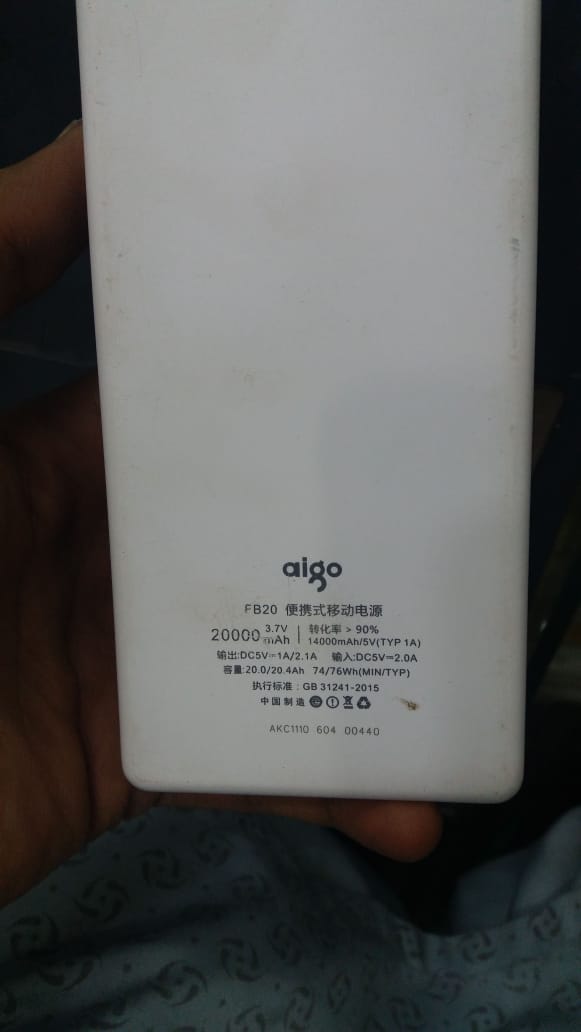 aigo
FB20 便携式移动电源
20000 3.7V mAh | 转化率 > 90%
14000mAh/5V(TYP 1A)
输出:DC5V⎓1A/2.1A 输入:DC5V⎓2.0A
容量:20.0/20.4Ah 74/76Wh(MIN/TYP)
执行标准 : GB 31241-2015
中国制造
AKC1110 604 00440